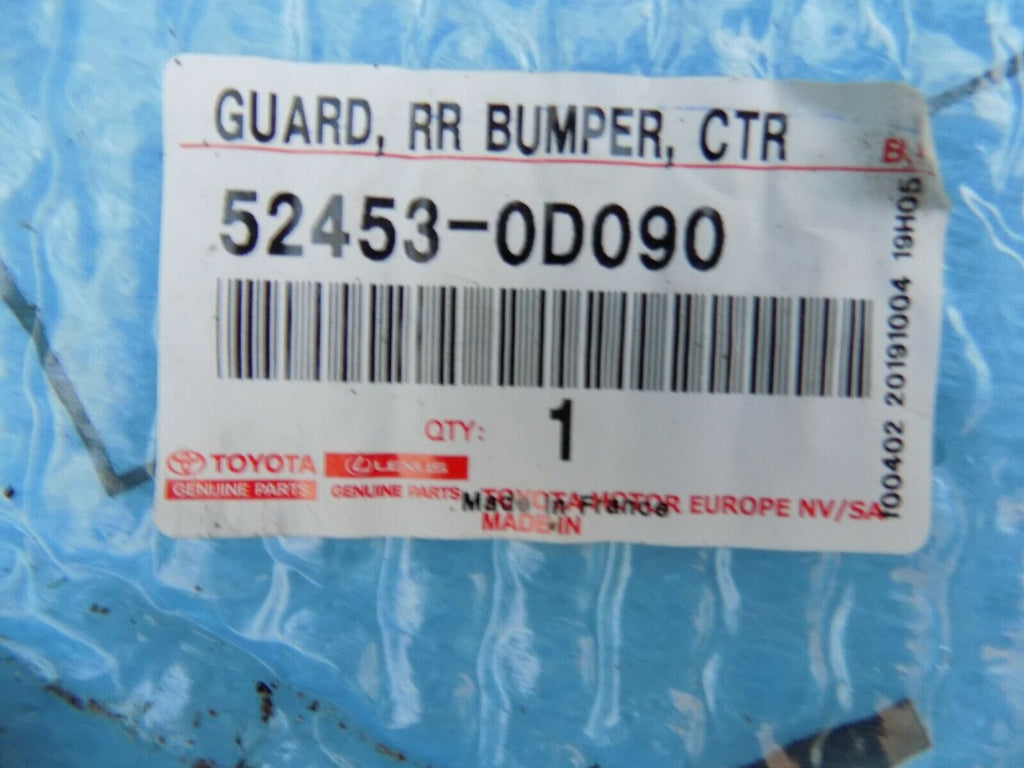 GUARD, RR BUMPER, CTR
52453-0D090
QTY: 1
TOYOTA
GENUINE PARTS
LEXUS
GENUINE PARTS
TOYOTA MOTOR EUROPE NV/SA
Made in France
MADE IN
100402 20191004 19H05